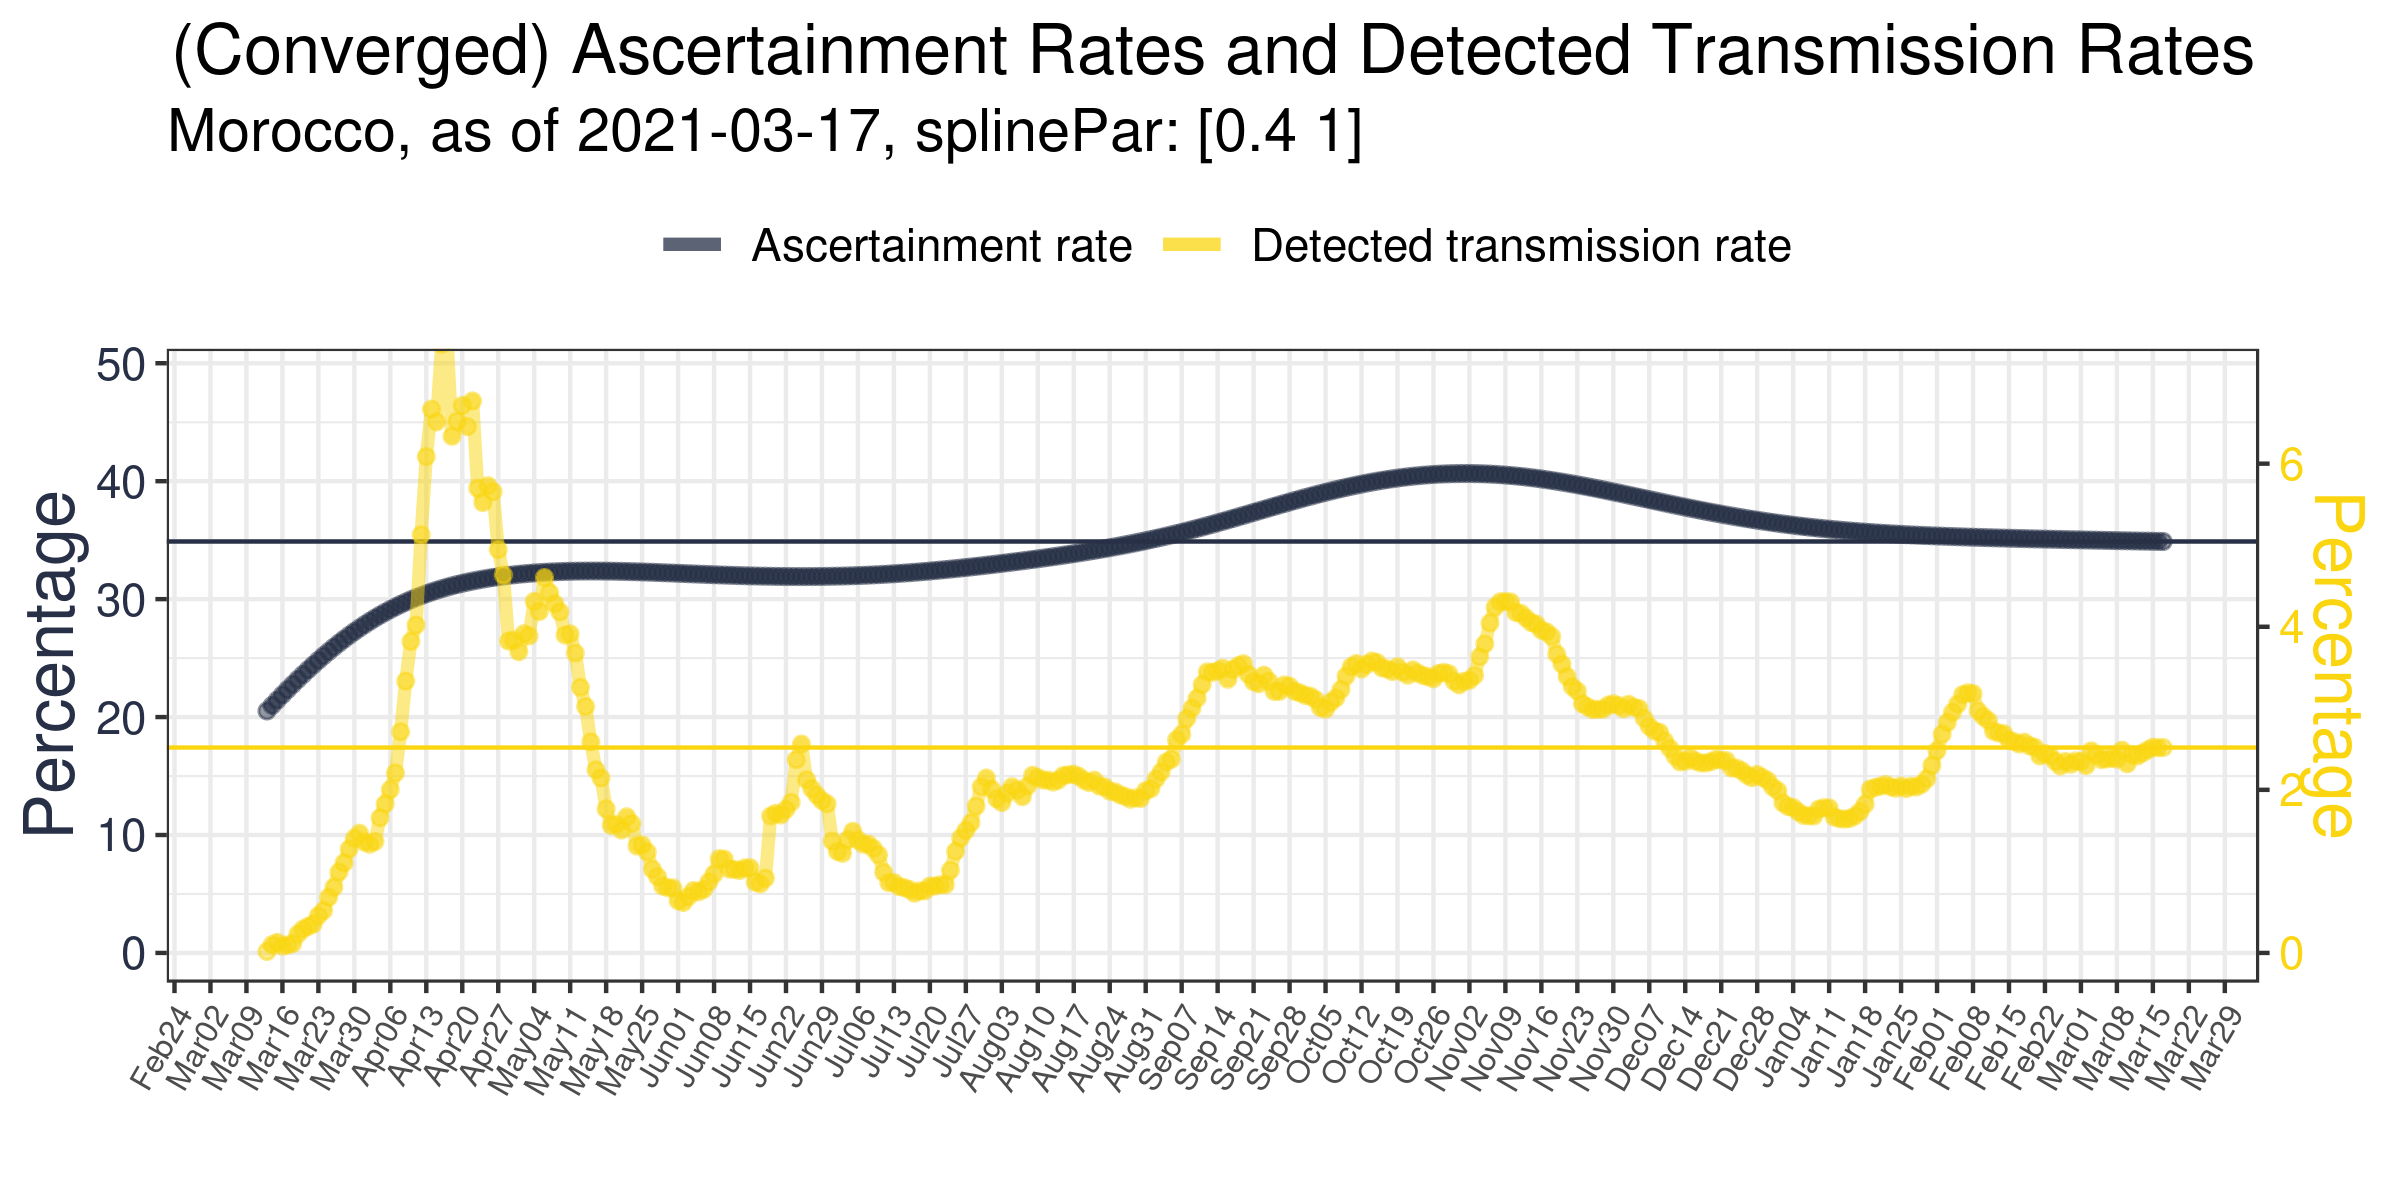 (Converged) Ascertainment Rates and Detected Transmission Rates
Morocco, as of 2021-03-17, splinePar: [0.4 1]
Ascertainment rate Detected transmission rate
Percentage
50
40
30
20
10
0
6
4
2
0
Percentage
Feb24 Mar02 Mar09 Mar16 Mar23 Mar30 Apr06 Apr13 Apr20 Apr27 May04 May11 May18 May25 Jun01 Jun08 Jun15 Jun22 Jun29 Jul06 Jul13 Jul20 Jul27 Aug03 Aug10 Aug17 Aug24 Aug31 Sep07 Sep14 Sep21 Sep28 Oct05 Oct12 Oct19 Oct26 Nov02 Nov09 Nov16 Nov23 Nov30 Dec07 Dec14 Dec21 Dec28 Jan04 Jan11 Jan18 Jan25 Feb01 Feb08 Feb15 Feb22 Mar01 Mar08 Mar15 Mar22 Mar29